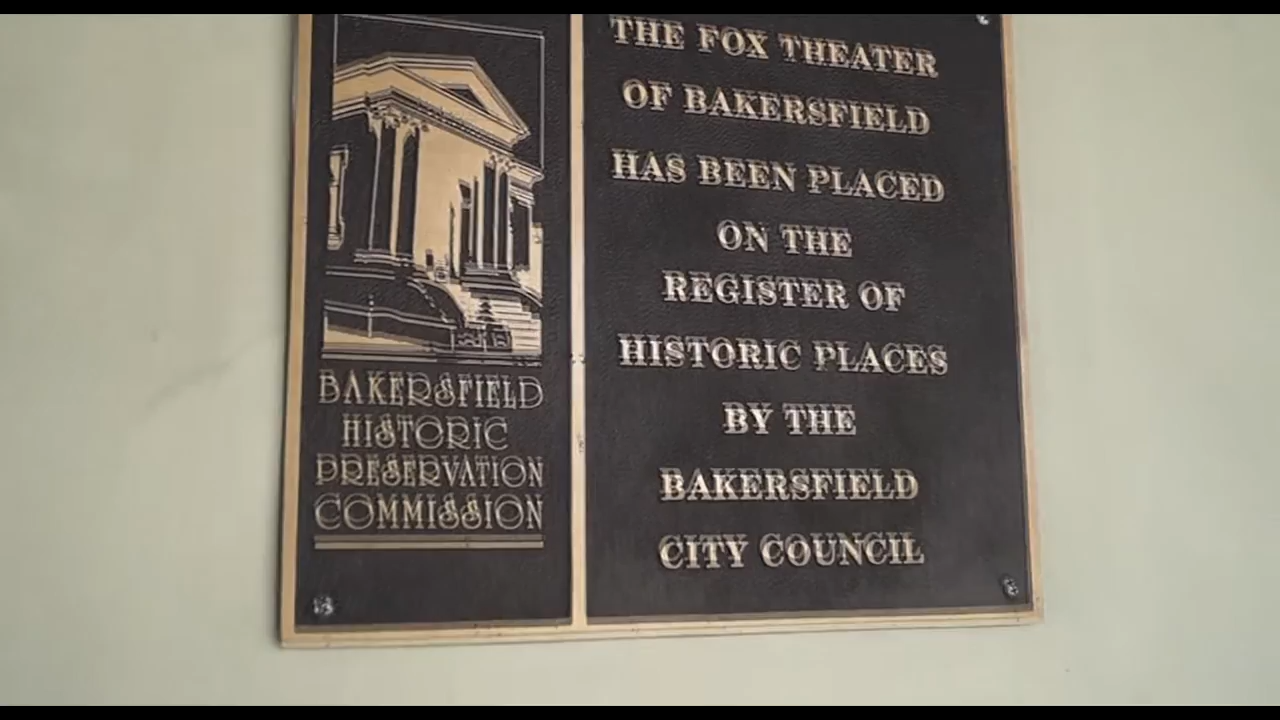 THE FOX THEATER
OF BAKERSFIELD
HAS BEEN PLACED
ON THE
REGISTER OF
HISTORIC PLACES
BY THE
BAKERSFIELD
CITY COUNCIL
BAKERSFIELD
HISTORIC
PRESERVATION
COMMISSION